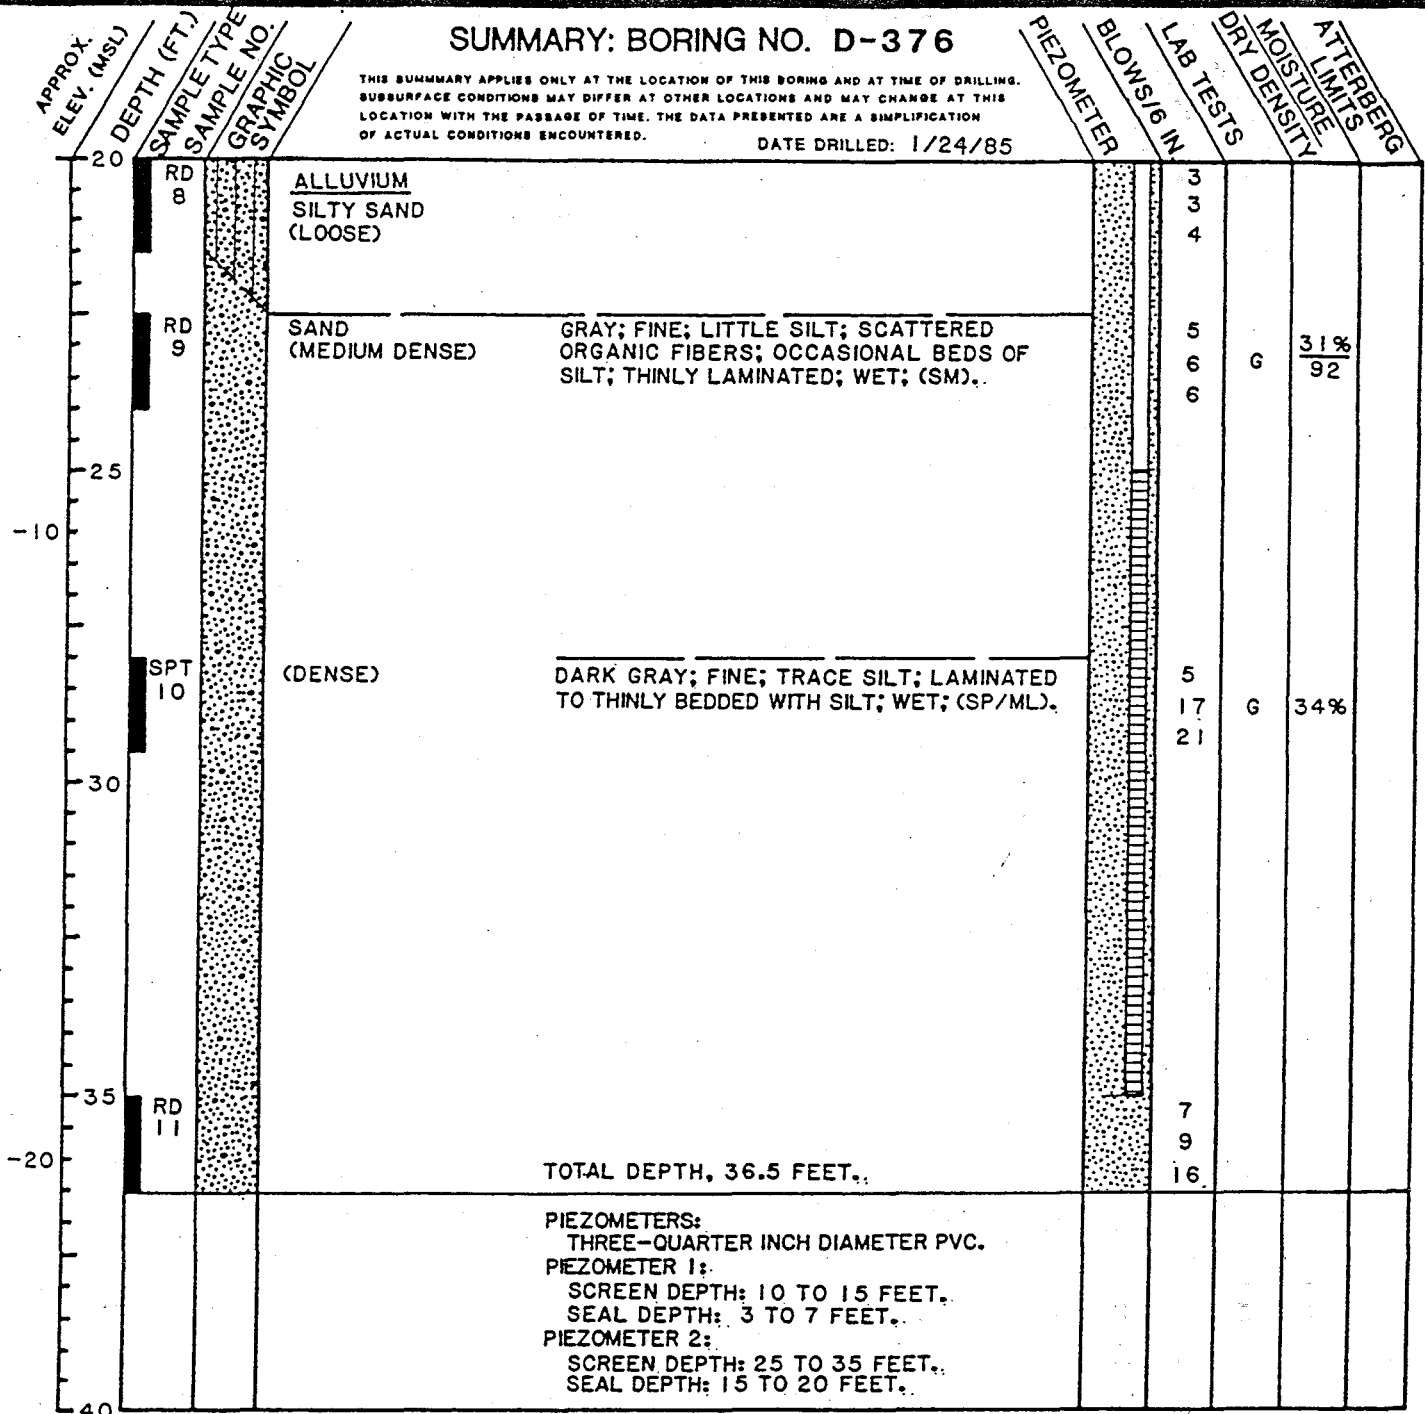 SUMMARY: BORING NO. D-376
THIS SUMMMARY APPLIES ONLY AT THE LOCATION OF THIS BORING AND AT TIME OF DRILLING.
SUBSURFACE CONDITIONS MAY DIFFER AT OTHER LOCATIONS AND MAY CHANGE AT THIS
LOCATION WITH THE PASSAGE OF TIME. THE DATA PRESENTED ARE A SIMPLIFICATION
OF ACTUAL CONDITIONS ENCOUNTERED.
DATE DRILLED: 1/24/85
APPROX.
ELEV. (MSL)
DEPTH (FT.)
SAMPLE TYPE
SAMPLE NO.
GRAPHIC
SYMBOL
PIEZOMETER
BLOWS/6 IN.
LAB TESTS
DRY DENSITY
MOISTURE
ATTERBERG
LIMITS
20
RD
8
ALLUVIUM
SILTY SAND
(LOOSE)
3
3
4
RD
9
SAND
(MEDIUM DENSE)
GRAY; FINE; LITTLE SILT; SCATTERED
ORGANIC FIBERS; OCCASIONAL BEDS OF
SILT; THINLY LAMINATED; WET; (SM).
5
6
6
G
31%
92
25
-10
SPT
10
(DENSE)
DARK GRAY; FINE; TRACE SILT; LAMINATED
TO THINLY BEDDED WITH SILT; WET; (SP/ML).
5
17
21
G
34%
30
35
RD
11
7
9
16
-20
TOTAL DEPTH, 36.5 FEET.
PIEZOMETERS:
THREE-QUARTER INCH DIAMETER PVC.
PIEZOMETER 1:
SCREEN DEPTH: 10 TO 15 FEET.
SEAL DEPTH: 3 TO 7 FEET.
PIEZOMETER 2:
SCREEN DEPTH: 25 TO 35 FEET.
SEAL DEPTH: 15 TO 20 FEET.
40